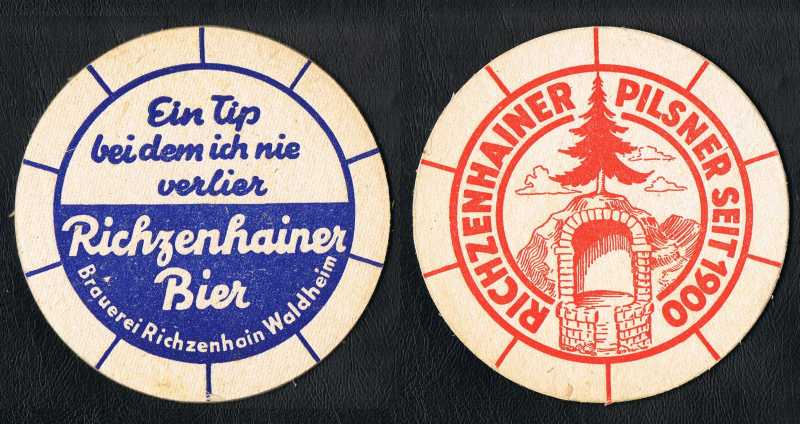 Ein Tip
bei dem ich nie
verlier
Richzenhainer
Bier
Brauerei Richzenhain Waldheim
RICHZENHAINER PILSNER SEIT 1900